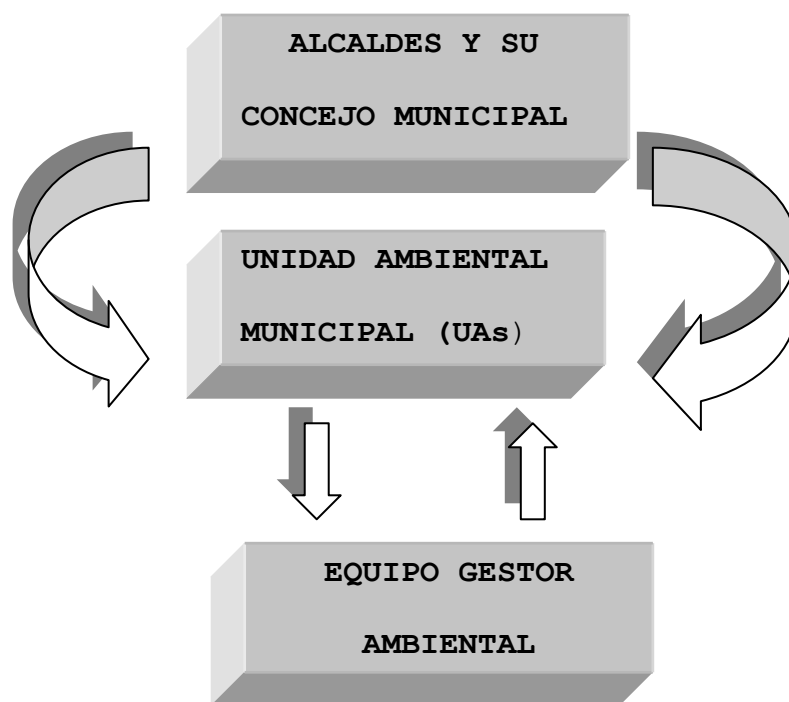 ALCALDES Y SU
CONCEJO MUNICIPAL
UNIDAD AMBIENTAL
MUNICIPAL (UAs)
EQUIPO GESTOR
AMBIENTAL